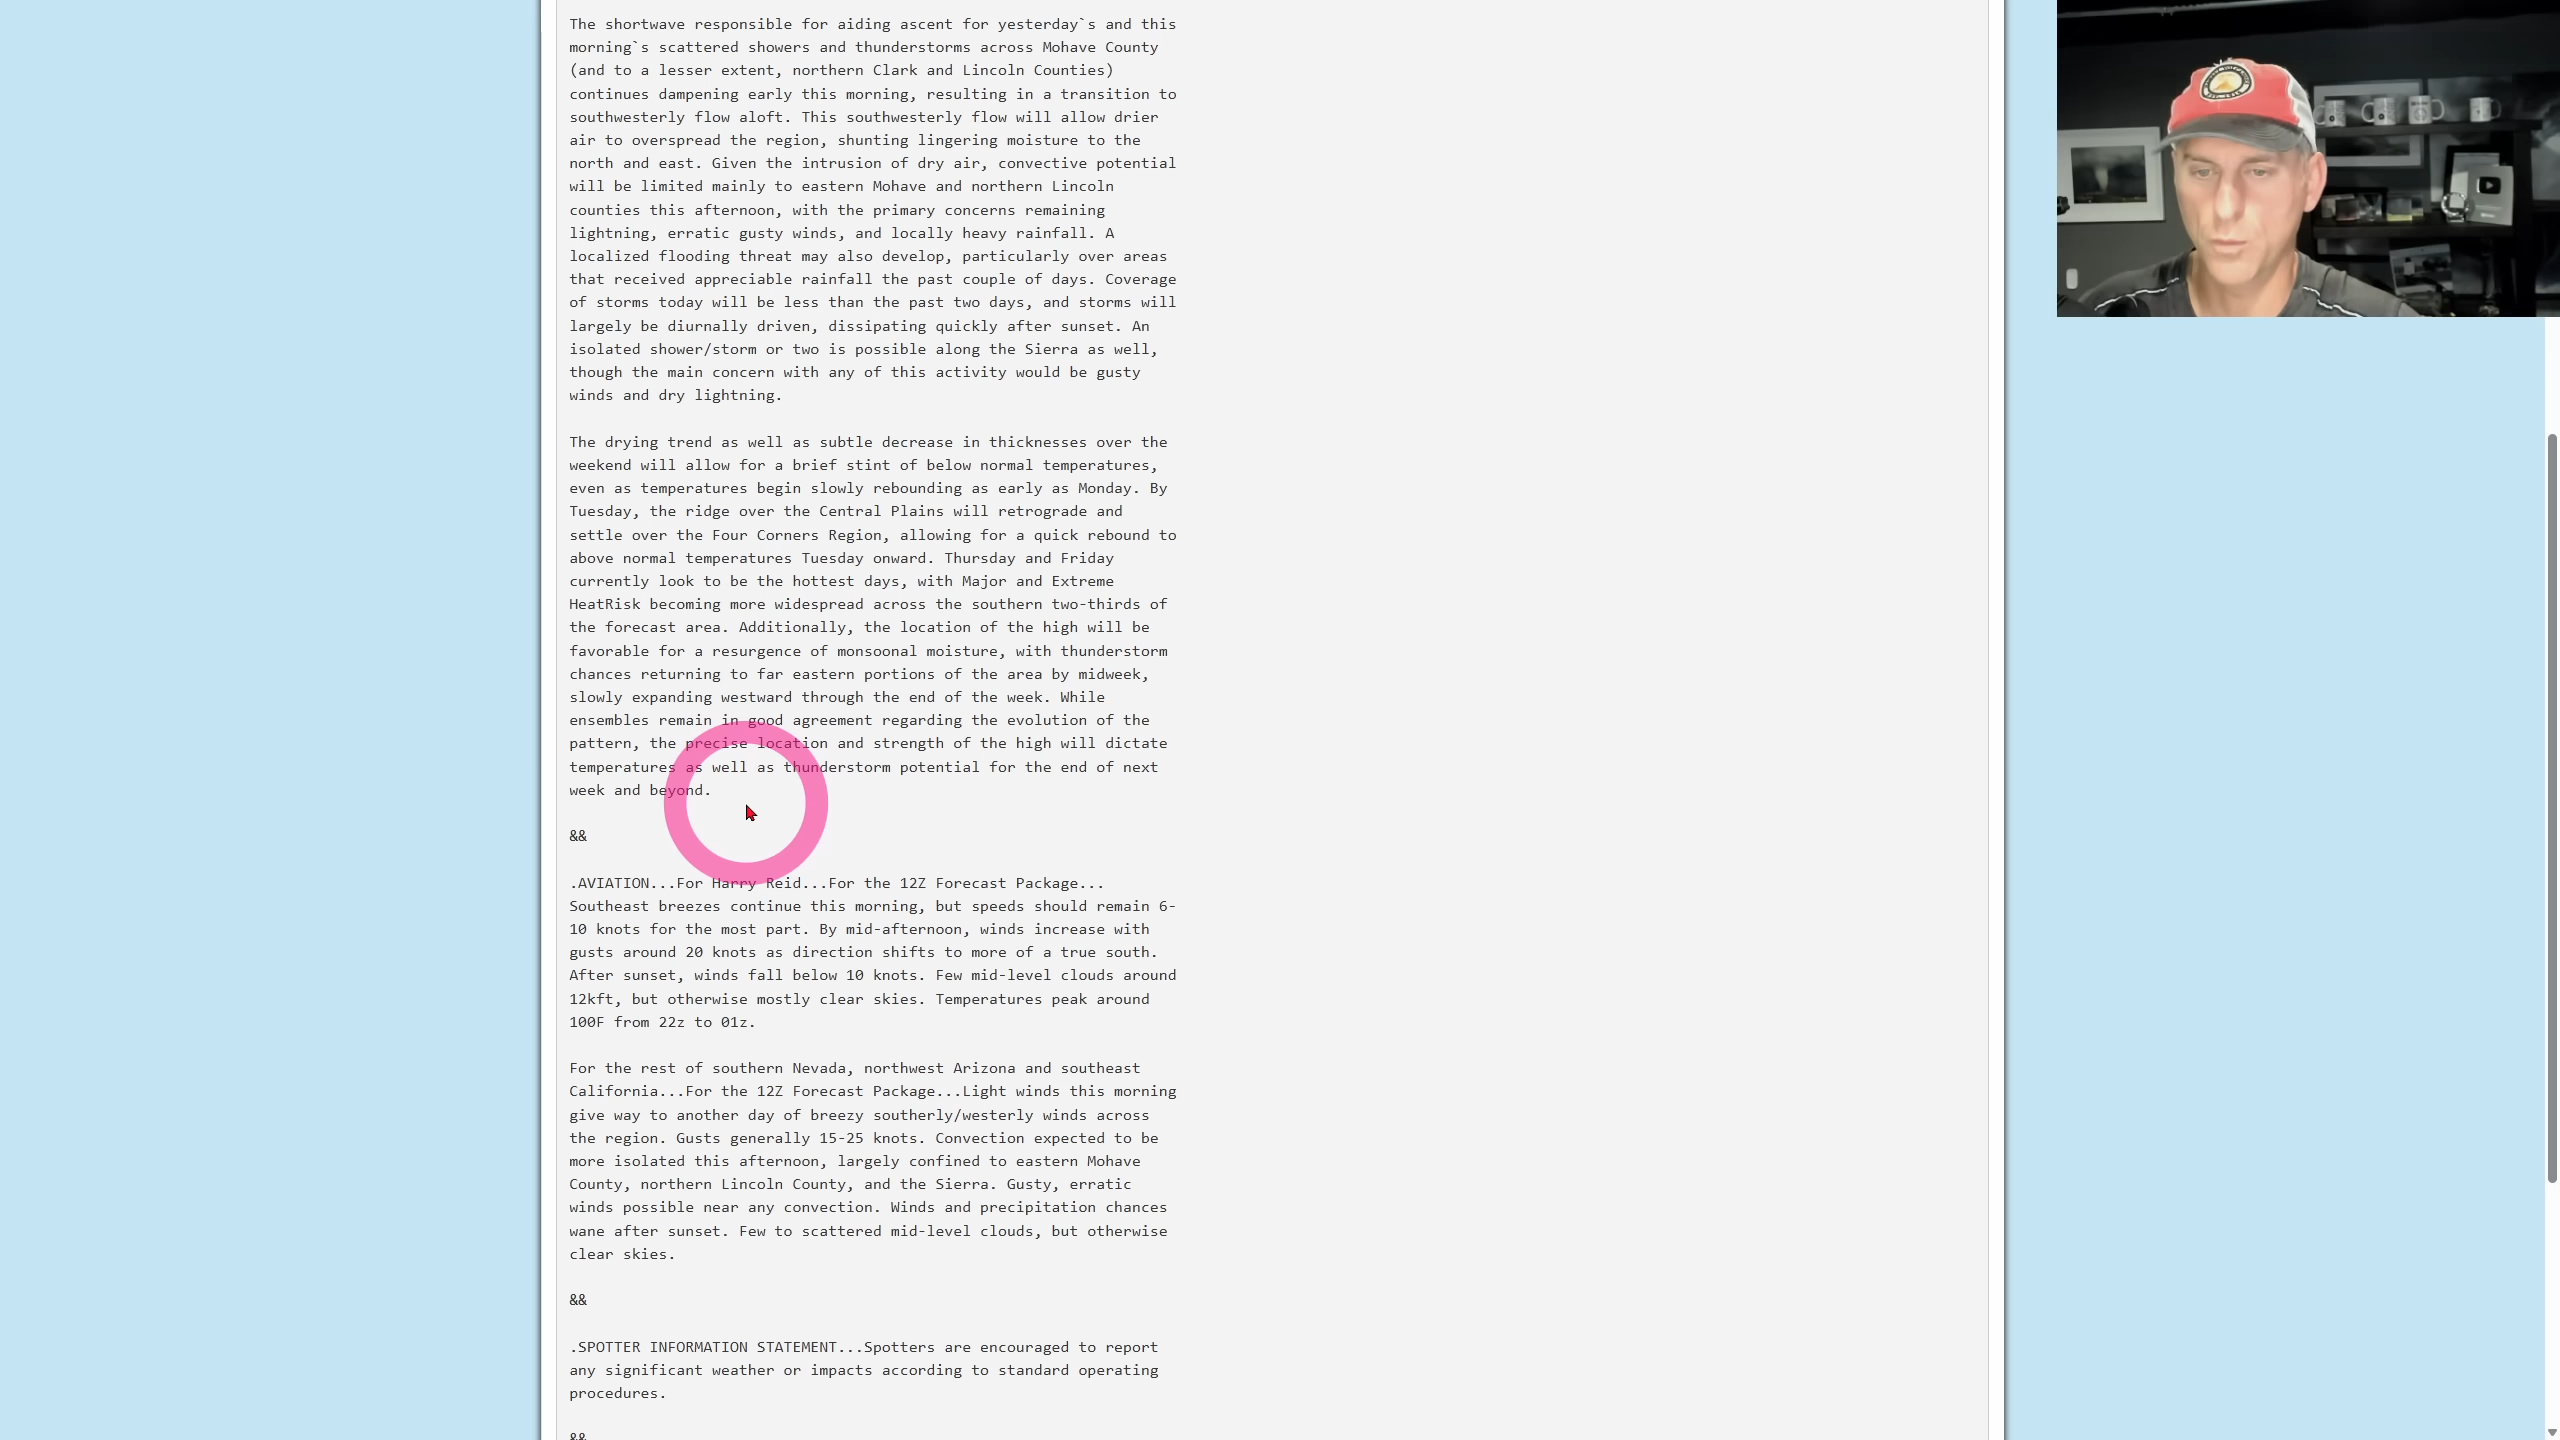 The shortwave responsible for aiding ascent for yesterday`s and this
morning`s scattered showers and thunderstorms across Mohave County
(and to a lesser extent, northern Clark and Lincoln Counties)
continues dampening early this morning, resulting in a transition to
southwesterly flow aloft. This southwesterly flow will allow drier
air to overspread the region, shunting lingering moisture to the
north and east. Given the intrusion of dry air, convective potential
will be limited mainly to eastern Mohave and northern Lincoln
counties this afternoon, with the primary concerns remaining
lightning, erratic gusty winds, and locally heavy rainfall. A
localized flooding threat may also develop, particularly over areas
that received appreciable rainfall the past couple of days. Coverage
of storms today will be less than the past two days, and storms will
largely be diurnally driven, dissipating quickly after sunset. An
isolated shower/storm or two is possible along the Sierra as well,
though the main concern with any of this activity would be gusty
winds and dry lightning.
The drying trend as well as subtle decrease in thicknesses over the
weekend will allow for a brief stint of below normal temperatures,
even as temperatures begin slowly rebounding as early as Monday. By
Tuesday, the ridge over the Central Plains will retrograde and
settle over the Four Corners Region, allowing for a quick rebound to
above normal temperatures Tuesday onward. Thursday and Friday
currently look to be the hottest days, with Major and Extreme
HeatRisk becoming more widespread across the southern two-thirds of
the forecast area. Additionally, the location of the high will be
favorable for a resurgence of monsoonal moisture, with thunderstorm
chances returning to far eastern portions of the area by midweek,
slowly expanding westward through the end of the week. While
ensembles remain in good agreement regarding the evolution of the
pattern, the precise location and strength of the high will dictate
temperatures as well as thunderstorm potential for the end of next
week and beyond.
&&
.AVIATION...For Harry Reid...For the 12Z Forecast Package...
Southeast breezes continue this morning, but speeds should remain 6-
10 knots for the most part. By mid-afternoon, winds increase with
gusts around 20 knots as direction shifts to more of a true south.
After sunset, winds fall below 10 knots. Few mid-level clouds around
12kft, but otherwise mostly clear skies. Temperatures peak around
100F from 22z to 01z.
For the rest of southern Nevada, northwest Arizona and southeast
California...For the 12Z Forecast Package...Light winds this morning
give way to another day of breezy southerly/westerly winds across
the region. Gusts generally 15-25 knots. Convection expected to be
more isolated this afternoon, largely confined to eastern Mohave
County, northern Lincoln County, and the Sierra. Gusty, erratic
winds possible near any convection. Winds and precipitation chances
wane after sunset. Few to scattered mid-level clouds, but otherwise
clear skies.
&&
.SPOTTER INFORMATION STATEMENT...Spotters are encouraged to report
any significant weather or impacts according to standard operating
procedures.
&&